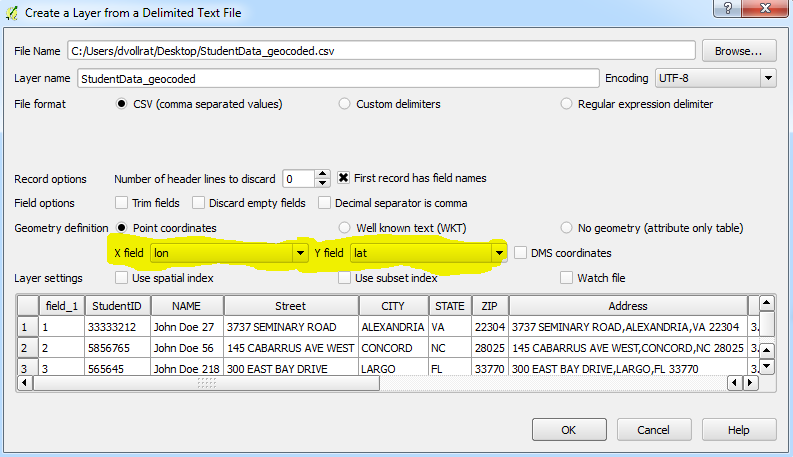 Create a Layer from a Delimited Text File
File Name C:/Users/dvollrat/Desktop/StudentData_geocoded.csv Browse...
Layer name StudentData_geocoded Encoding UTF-8
File format CSV (comma separated values) Custom delimiters Regular expression delimiter
Record options Number of header lines to discard 0 First record has field names
Field options Trim fields Discard empty fields Decimal separator is comma
Geometry definition Point coordinates Well known text (WKT) No geometry (attribute only table)
X field lon Y field lat DMS coordinates
Layer settings Use spatial index Use subset index Watch file
field_1 StudentID NAME Street CITY STATE ZIP Address
1 1 33333212 John Doe 27 3737 SEMINARY ROAD ALEXANDRIA VA 22304 3737 SEMINARY ROAD,ALEXANDRIA,VA 22304 3.
2 2 5856765 John Doe 56 145 CABARRUS AVE WEST CONCORD NC 28025 145 CABARRUS AVE WEST,CONCORD,NC 28025 3.
3 3 565645 John Doe 218 300 EAST BAY DRIVE LARGO FL 33770 300 EAST BAY DRIVE,LARGO,FL 33770 3.
OK Cancel Help